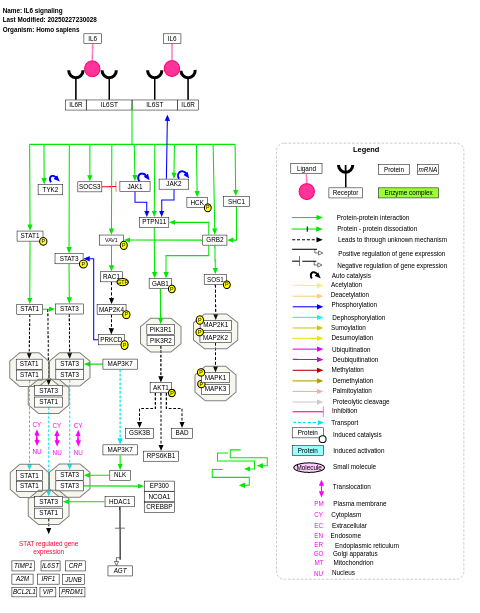 Name: IL6 signaling
Last Modified: 20250227230028
Organism: Homo sapiens
IL6 IL6
IL6R IL6ST IL6ST IL6R
TYK2 SOCS3 JAK1 JAK2
HCK P SHC1
PTPN11
STAT1 P VAV1 P GRB2
STAT3 P
RAC1 GTP GAB1 P SOS1 P
STAT1 STAT3 MAP2K4 P
PIK3R1 P MAP2K1
PIK3R2 P MAP2K2
PRKCD P
STAT1 STAT3 MAP3K7
STAT1 STAT3
P MAPK1
P MAPK3
STAT3
STAT1
AKT1 P
CY CY CY
NU NU NU
GSK3B BAD
MAP3K7 RPS6KB1
STAT1 STAT3 NLK
STAT1 STAT3 EP300
STAT3 HDAC1 NCOA1
STAT1 CREBBP
STAT regulated gene
expression
TIMP1 IL6ST CRP AGT
A2M IRF1 JUNB
BCL2L1 VIP PRDM1
Legend
Ligand Protein mRNA
Receptor Enzyme complex
Protein-protein interaction
Protein - protein dissociation
Leads to through unknown mechanism
Positive regulation of gene expression
Negative regulation of gene expression
Auto catalysis
Acetylation
Deacetylation
Phosphorylation
Dephosphorylation
Sumoylation
Desumoylation
Ubiquitination
Deubiquitination
Methylation
Demethylation
Palmitoylation
Proteolytic cleavage
Inhibition
Transport
Protein Induced catalysis
Protein Induced activation
Molecule Small molecule
Translocation
PM Plasma membrane
CY Cytoplasm
EC Extracellular
EN Endosome
ER Endoplasmic reticulum
GO Golgi apparatus
MT Mitochondrion
NU Nucleus